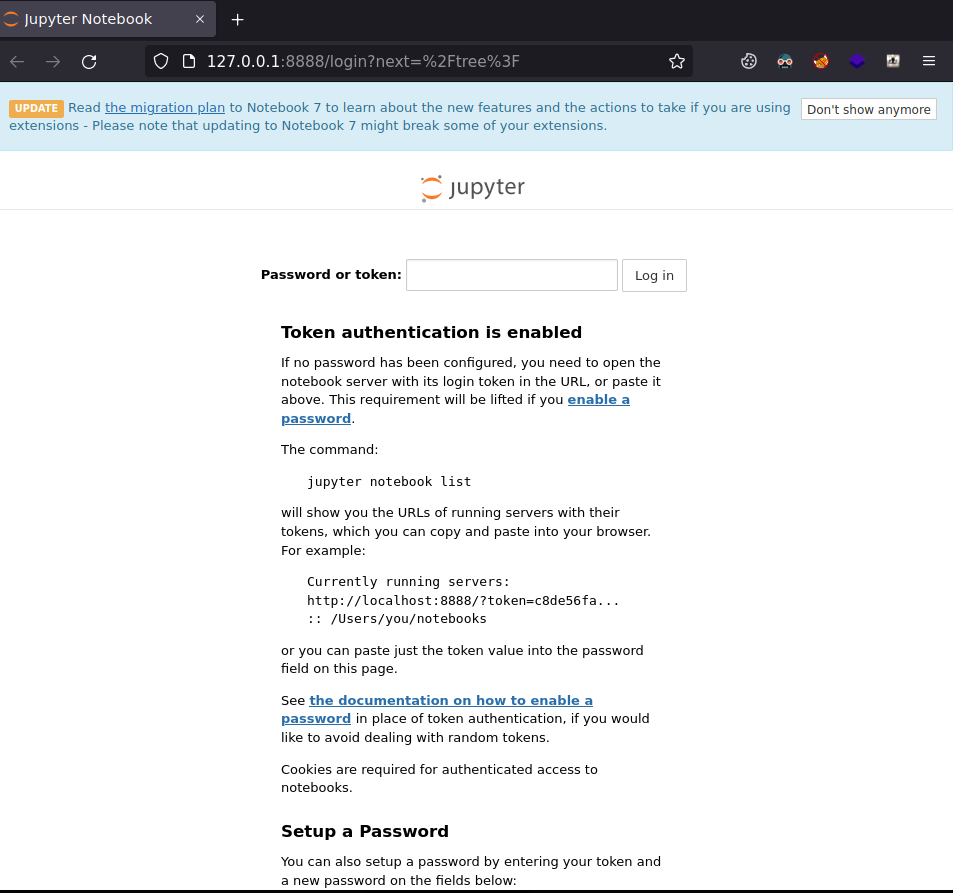 Jupyter Notebook
127.0.0.1:8888/login?next=%2Ftree%3F
UPDATE Read the migration plan to Notebook 7 to learn about the new features and the actions to take if you are using
extensions - Please note that updating to Notebook 7 might break some of your extensions.
Don't show anymore
jupyter
Password or token:
Log in
Token authentication is enabled
If no password has been configured, you need to open the
notebook server with its login token in the URL, or paste it
above. This requirement will be lifted if you enable a
password.
The command:
jupyter notebook list
will show you the URLs of running servers with their
tokens, which you can copy and paste into your browser.
For example:
Currently running servers:
http://localhost:8888/?token=c8de56fa...
:: /Users/you/notebooks
or you can paste just the token value into the password
field on this page.
See the documentation on how to enable a
password in place of token authentication, if you would
like to avoid dealing with random tokens.
Cookies are required for authenticated access to
notebooks.
Setup a Password
You can also setup a password by entering your token and
a new password on the fields below: